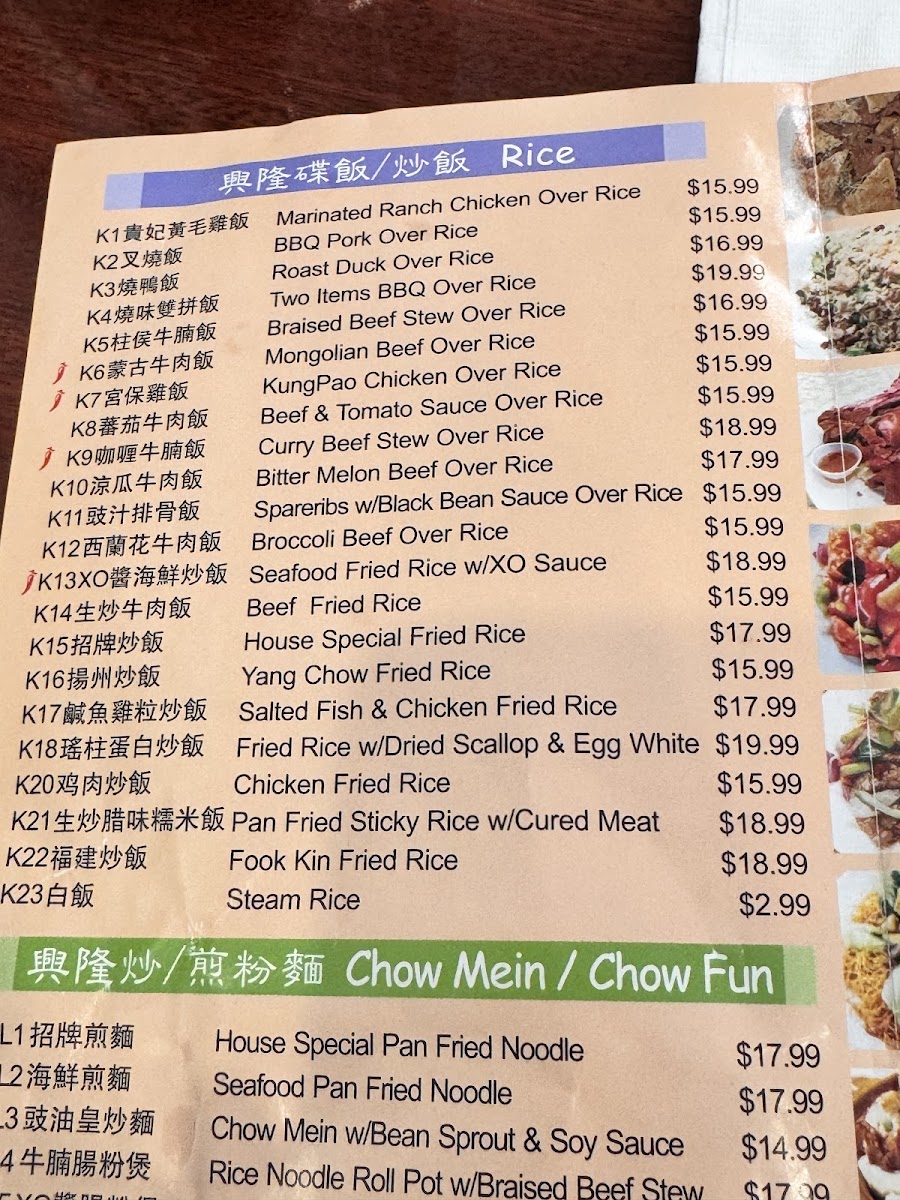 興隆碟飯/炒飯 Rice
K1貴妃黃毛雞飯 Marinated Ranch Chicken Over Rice $15.99
K2叉燒飯 BBQ Pork Over Rice $15.99
K3燒鴨飯 Roast Duck Over Rice $16.99
K4燒味雙拼飯 Two Items BBQ Over Rice $19.99
K5柱侯牛腩飯 Braised Beef Stew Over Rice $16.99
K6蒙古牛肉飯 Mongolian Beef Over Rice $15.99
K7宮保雞飯 KungPao Chicken Over Rice $15.99
K8蕃茄牛肉飯 Beef & Tomato Sauce Over Rice $15.99
K9咖喱牛腩飯 Curry Beef Stew Over Rice $18.99
K10涼瓜牛肉飯 Bitter Melon Beef Over Rice $17.99
K11豉汁排骨飯 Spareribs w/Black Bean Sauce Over Rice $15.99
K12西蘭花牛肉飯 Broccoli Beef Over Rice $15.99
K13XO醬海鮮炒飯 Seafood Fried Rice w/XO Sauce $18.99
K14生炒牛肉飯 Beef Fried Rice $15.99
K15招牌炒飯 House Special Fried Rice $17.99
K16揚州炒飯 Yang Chow Fried Rice $15.99
K17鹹魚雞粒炒飯 Salted Fish & Chicken Fried Rice $17.99
K18瑤柱蛋白炒飯 Fried Rice w/Dried Scallop & Egg White $19.99
K20鸡肉炒飯 Chicken Fried Rice $15.99
K21生炒腊味糯米飯 Pan Fried Sticky Rice w/Cured Meat $18.99
K22福建炒飯 Fook Kin Fried Rice $18.99
K23白飯 Steam Rice $2.99
興隆炒/煎粉麵 Chow Mein / Chow Fun
L1招牌煎麵 House Special Pan Fried Noodle $17.99
L2海鮮煎麵 Seafood Pan Fried Noodle $17.99
L3豉油皇炒麵 Chow Mein w/Bean Sprout & Soy Sauce $14.99
4牛腩腸粉煲 Rice Noodle Roll Pot w/Braised Beef Stew $17.99